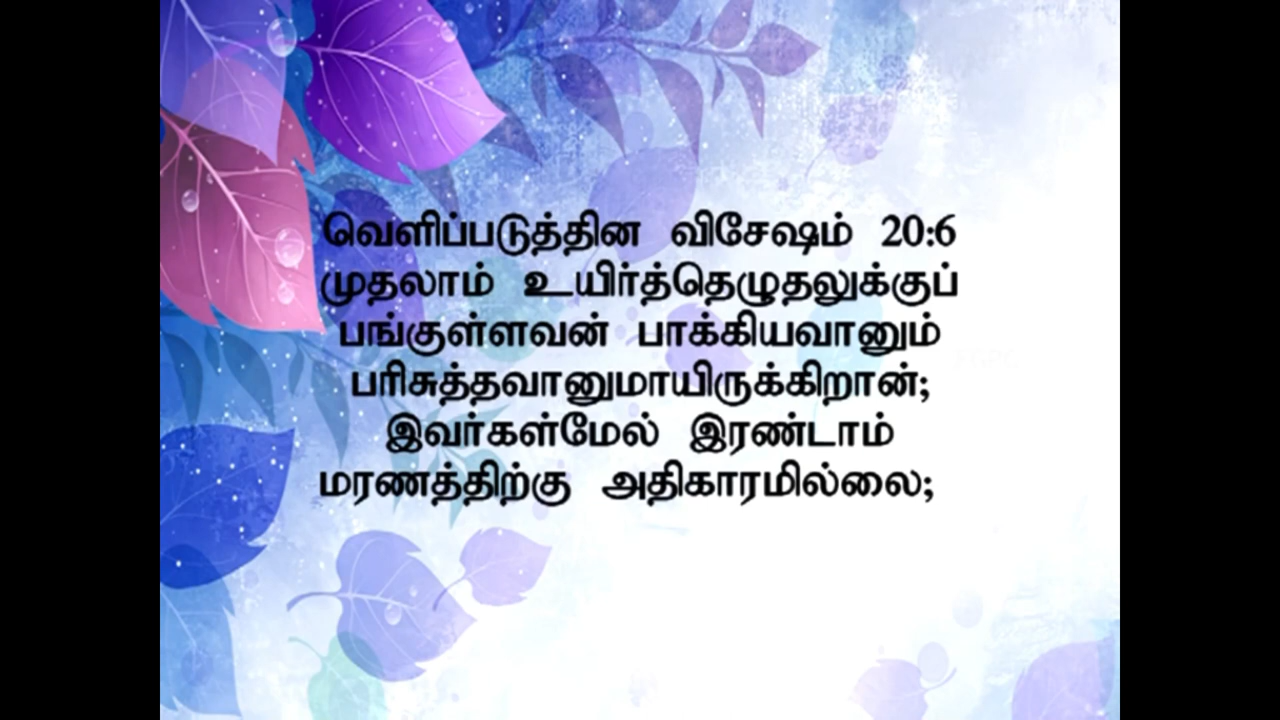 வெளிப்படுத்தின விசேஷம் 20:6
முதலாம் உயிர்த்தெழுதலுக்குப்
பங்குள்ளவன் பாக்கியவானும்
பரிசுத்தவானுமாயிருக்கிறான்;
இவர்கள்மேல் இரண்டாம்
மரணத்திற்கு அதிகாரமில்லை;